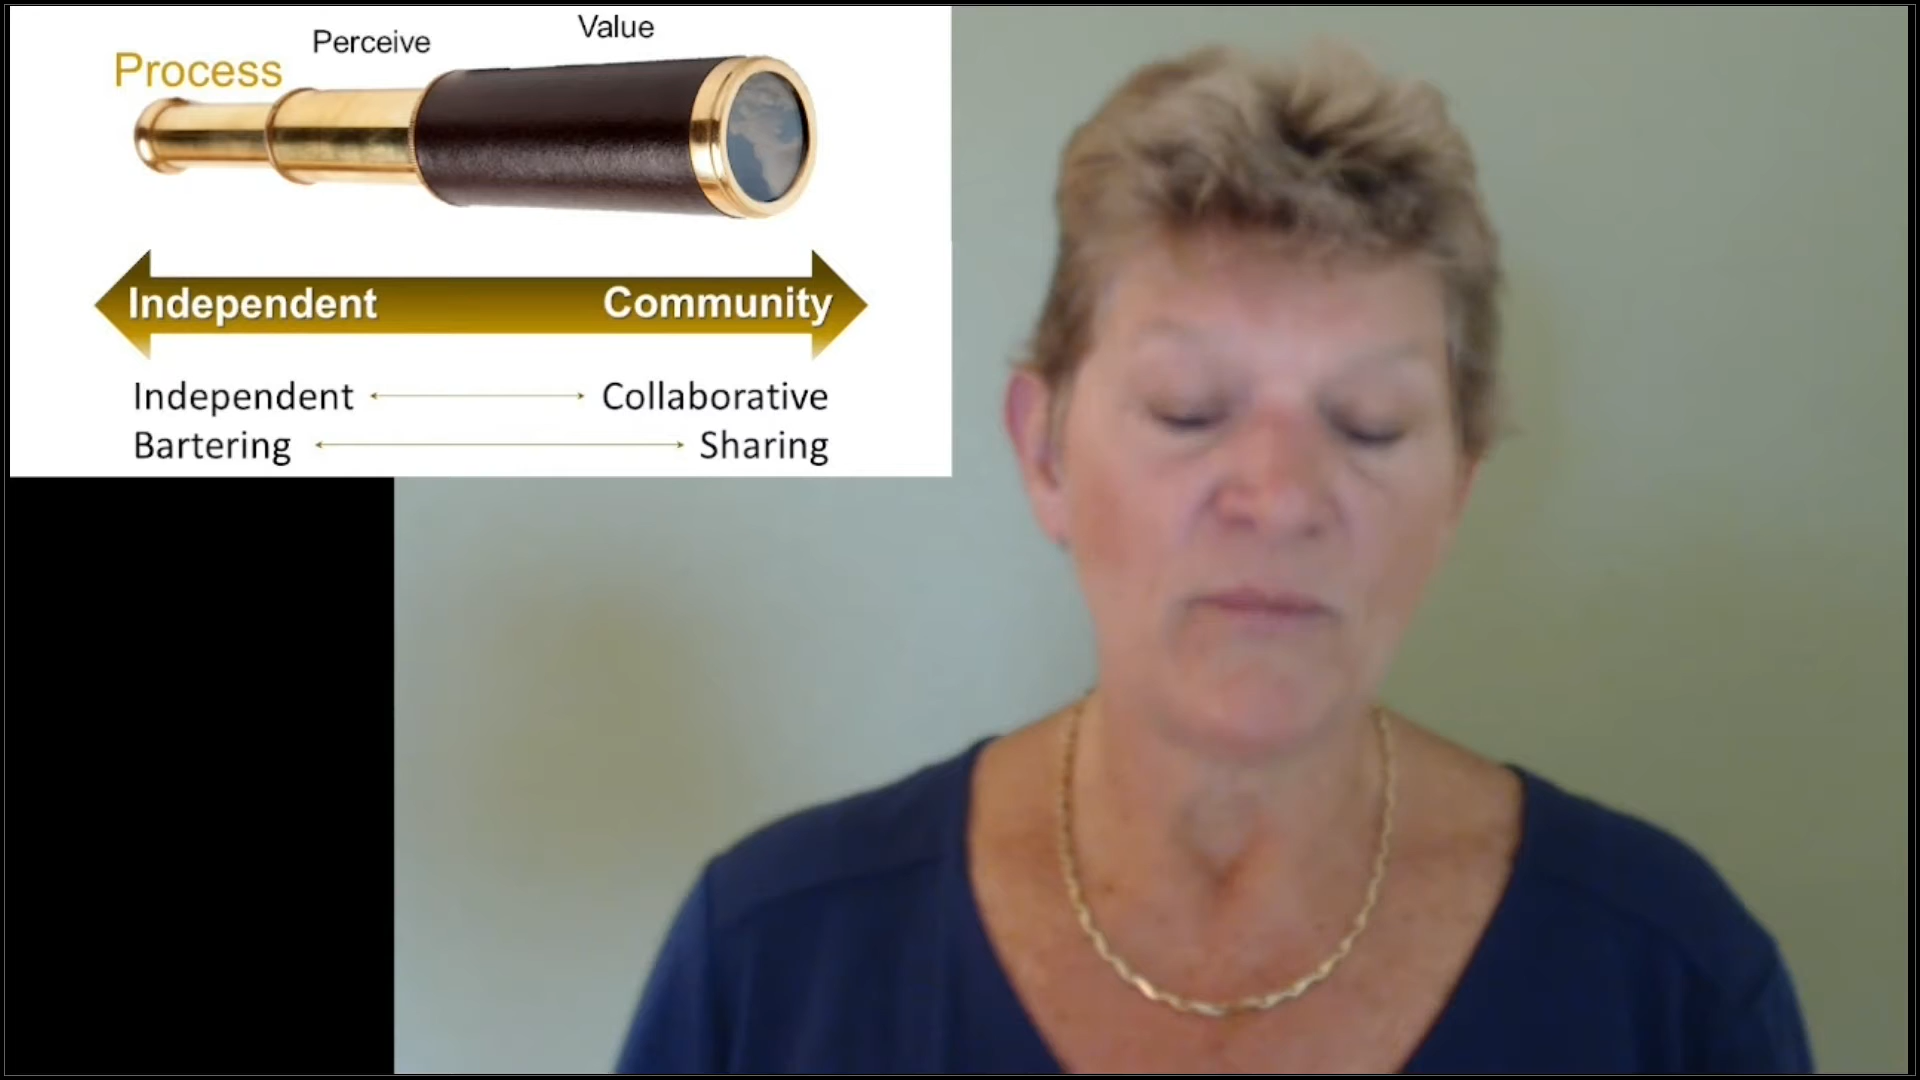 Value
Perceive
Process
Independent Community
Independent Collaborative
Bartering Sharing